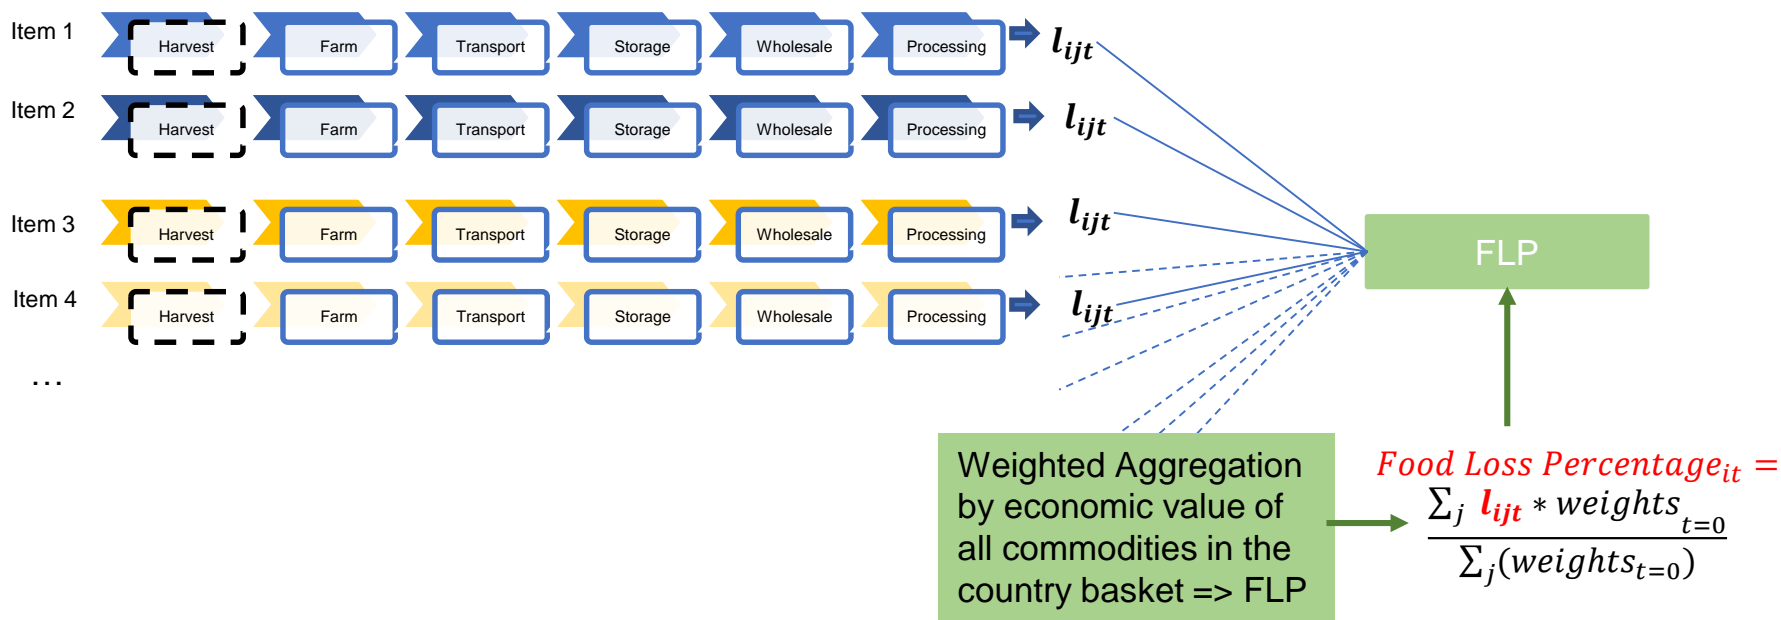 Item 1 Harvest Farm Transport Storage Wholesale Processing l_ijt
Item 2 Harvest Farm Transport Storage Wholesale Processing l_ijt
Item 3 Harvest Farm Transport Storage Wholesale Processing l_ijt
FLP
Item 4 Harvest Farm Transport Storage Wholesale Processing l_ijt
...
Weighted Aggregation
by economic value of
all commodities in the
country basket => FLP
Food Loss Percentage_it =
∑_j l_ijt * weights_t=0
∑_j(weights_t=0)